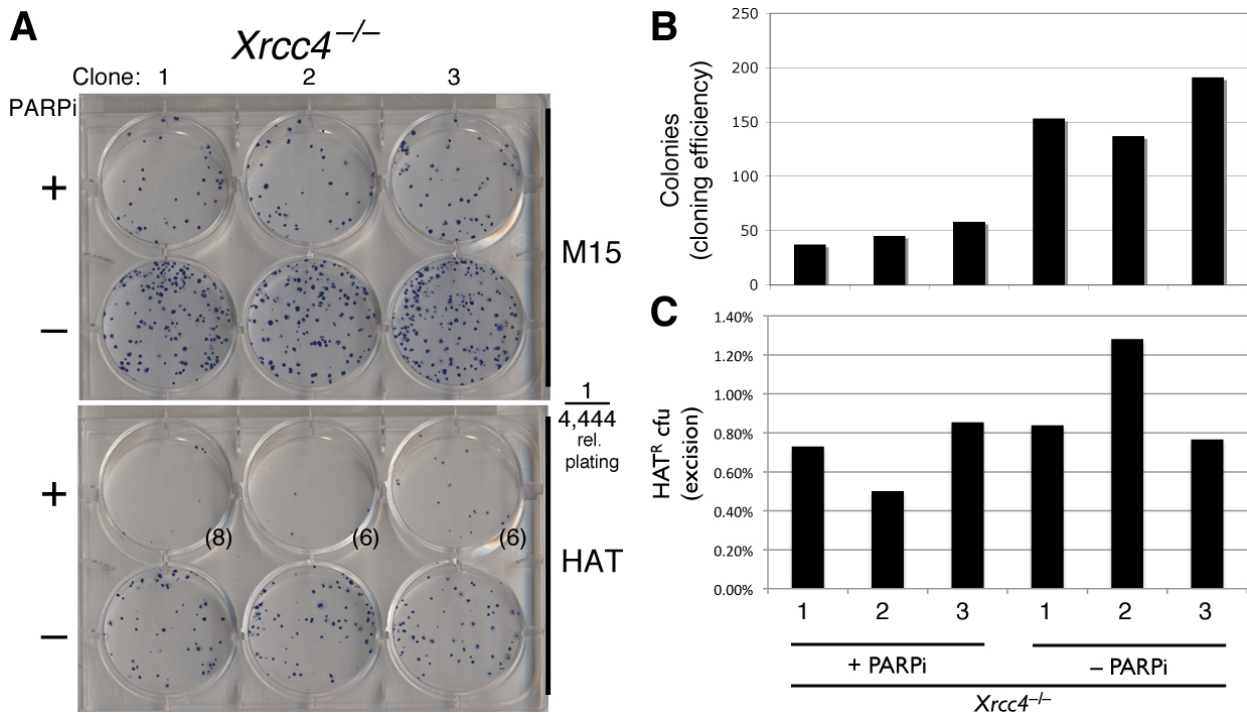 A
Xrcc4⁻/⁻
Clone: 1 2 3
PARPi
+
−
M15
1
4,444
rel.
plating
+
(8) (6) (6)
HAT
−
B
Colonies
(cloning efficiency)
250
200
150
100
50
0
C
HATᴿ cfu
(excision)
1.40%
1.20%
1.00%
0.80%
0.60%
0.40%
0.20%
0.00%
1 2 3 1 2 3
+ PARPi − PARPi
Xrcc4⁻/⁻